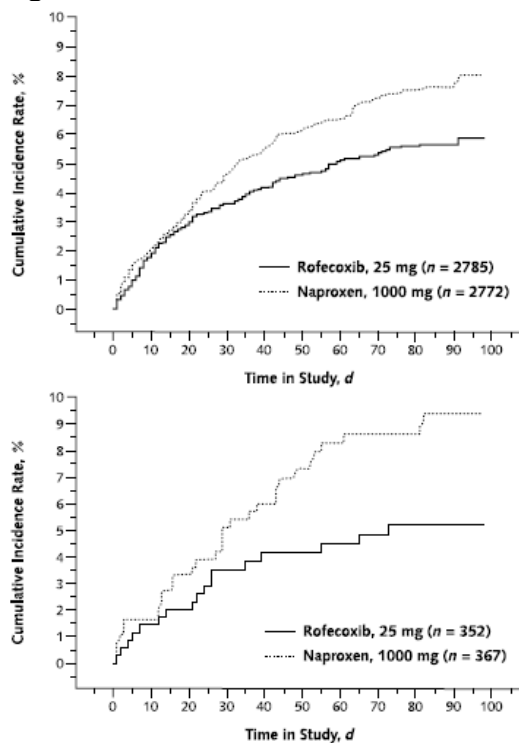 10
9
8
7
6
5
4
3
2
1
0
Cumulative Incidence Rate, %
Rofecoxib, 25 mg (n = 2785)
Naproxen, 1000 mg (n = 2772)
0 10 20 30 40 50 60 70 80 90 100
Time in Study, d
10
9
8
7
6
5
4
3
2
1
0
Cumulative Incidence Rate, %
Rofecoxib, 25 mg (n = 352)
Naproxen, 1000 mg (n = 367)
0 10 20 30 40 50 60 70 80 90 100
Time in Study, d